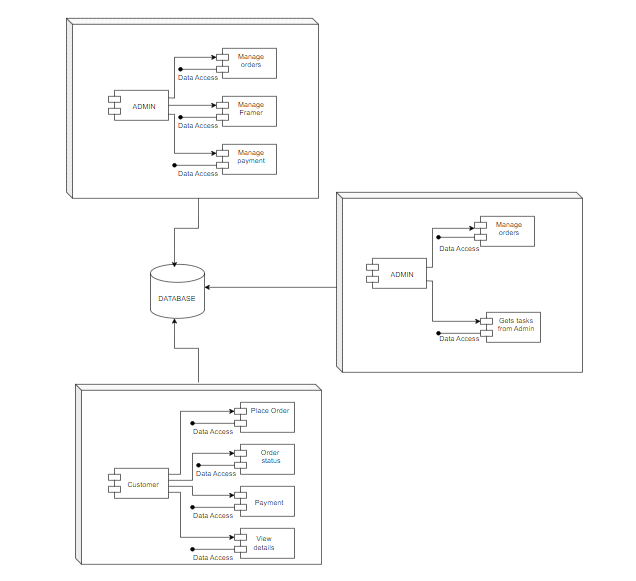 Manage
orders
Data Access
ADMIN
Manage
Framer
Data Access
Manage
payment
Data Access
Manage
orders
Data Access
ADMIN
Gets tasks
from Admin
Data Access
DATABASE
Place Order
Data Access
Order
status
Data Access
Customer
Payment
Data Access
View
details
Data Access